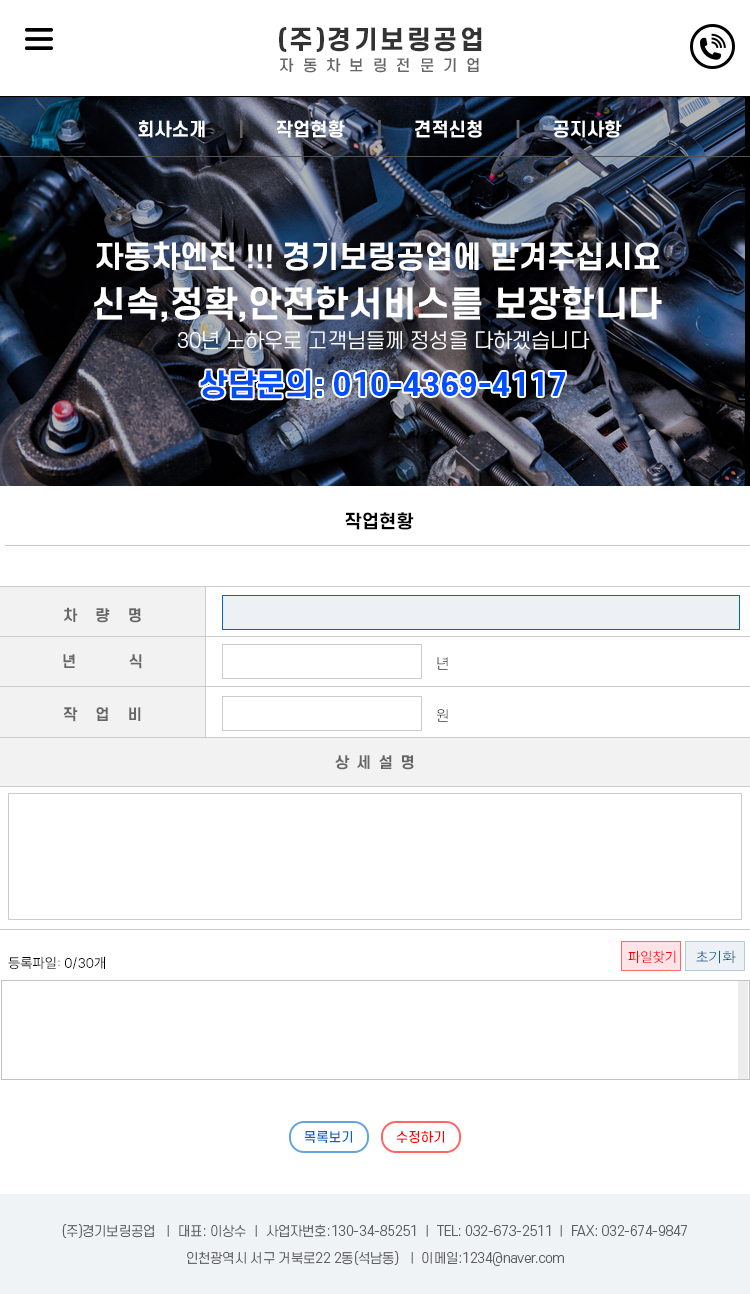 (주)경기보링공업
자동차보링전문기업
회사소개 | 작업현황 | 견적신청 | 공지사항
자동차엔진 !!! 경기보링공업에 맡겨주십시요
신속,정확,안전한서비스를 보장합니다
30년 노하우로 고객님들께 정성을 다하겠습니다
상담문의: 010-4369-4117
작업현황
차 량 명
년 식
년
작 업 비
원
상 세 설 명
등록파일: 0/30개
파일찾기 초기화
목록보기 수정하기
(주)경기보링공업 | 대표: 이상수 | 사업자번호:130-34-85251 | TEL: 032-673-2511 | FAX: 032-674-9847
인천광역시 서구 거북로22 2동(석남동) | 이메일:1234@naver.com